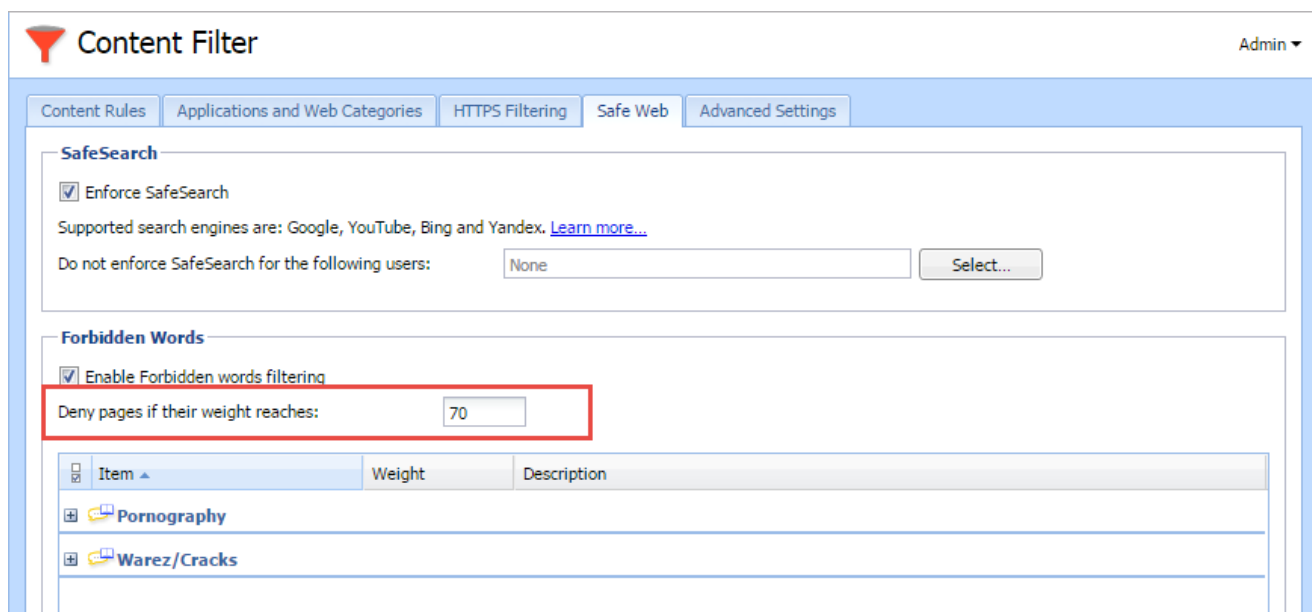 Content Filter
Admin
Content Rules Applications and Web Categories HTTPS Filtering Safe Web Advanced Settings
SafeSearch
Enforce SafeSearch
Supported search engines are: Google, YouTube, Bing and Yandex. Learn more...
Do not enforce SafeSearch for the following users: None Select...
Forbidden Words
Enable Forbidden words filtering
Deny pages if their weight reaches: 70
Item Weight Description
Pornography
Warez/Cracks